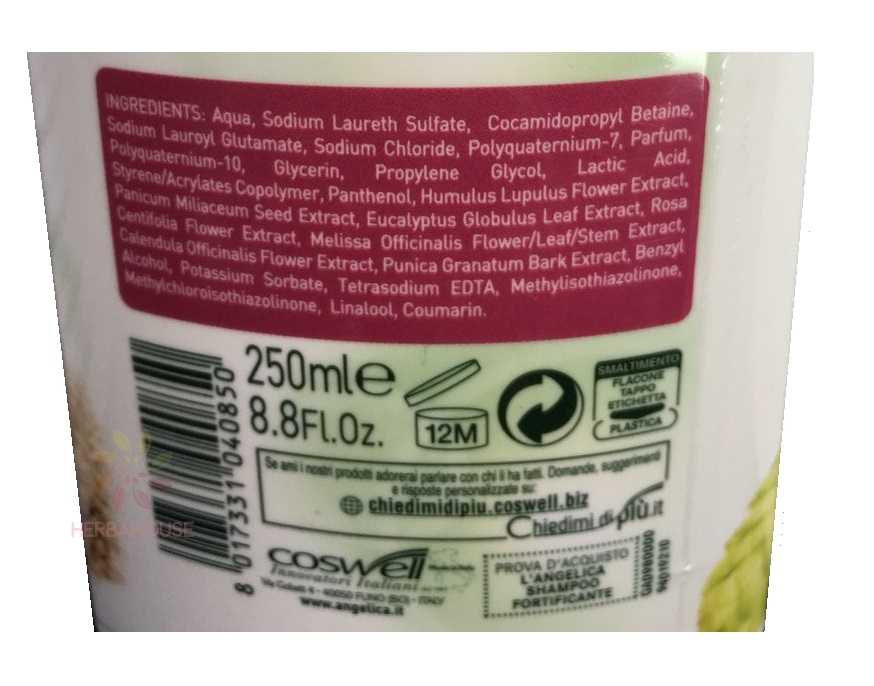 INGREDIENTS: Aqua, Sodium Laureth Sulfate, Cocamidopropyl Betaine,
Sodium Lauroyl Glutamate, Sodium Chloride, Polyquaternium-7, Parfum,
Polyquaternium-10, Glycerin, Propylene Glycol, Lactic Acid,
Styrene/Acrylates Copolymer, Panthenol, Humulus Lupulus Flower Extract,
Panicum Miliaceum Seed Extract, Eucalyptus Globulus Leaf Extract, Rosa
Centifolia Flower Extract, Melissa Officinalis Flower/Leaf/Stem Extract,
Calendula Officinalis Flower Extract, Punica Granatum Bark Extract, Benzyl
Alcohol, Potassium Sorbate, Tetrasodium EDTA, Methylisothiazolinone,
Methylchloroisothiazolinone, Linalool, Coumarin.
8 017331 040850
250ml e
8.8Fl.Oz.
12M
SMALTIMENTO
FLACONE
TAPPO
ETICHETTA
PLASTICA
Se ami i nostri prodotti adorerai parlare con chi li ha fatti. Domande, suggerimenti
e risposte personalizzate su:
chiedimidipiu.coswell.biz
Chiedimi di più.it
HERBALHOUSE
COSWell
Innovatori Italiani
40050 FUNO (BO) - ITALY
www.angelica.it
PROVA D'ACQUISTO
L'ANGELICA
SHAMPOO
FORTIFICANTE